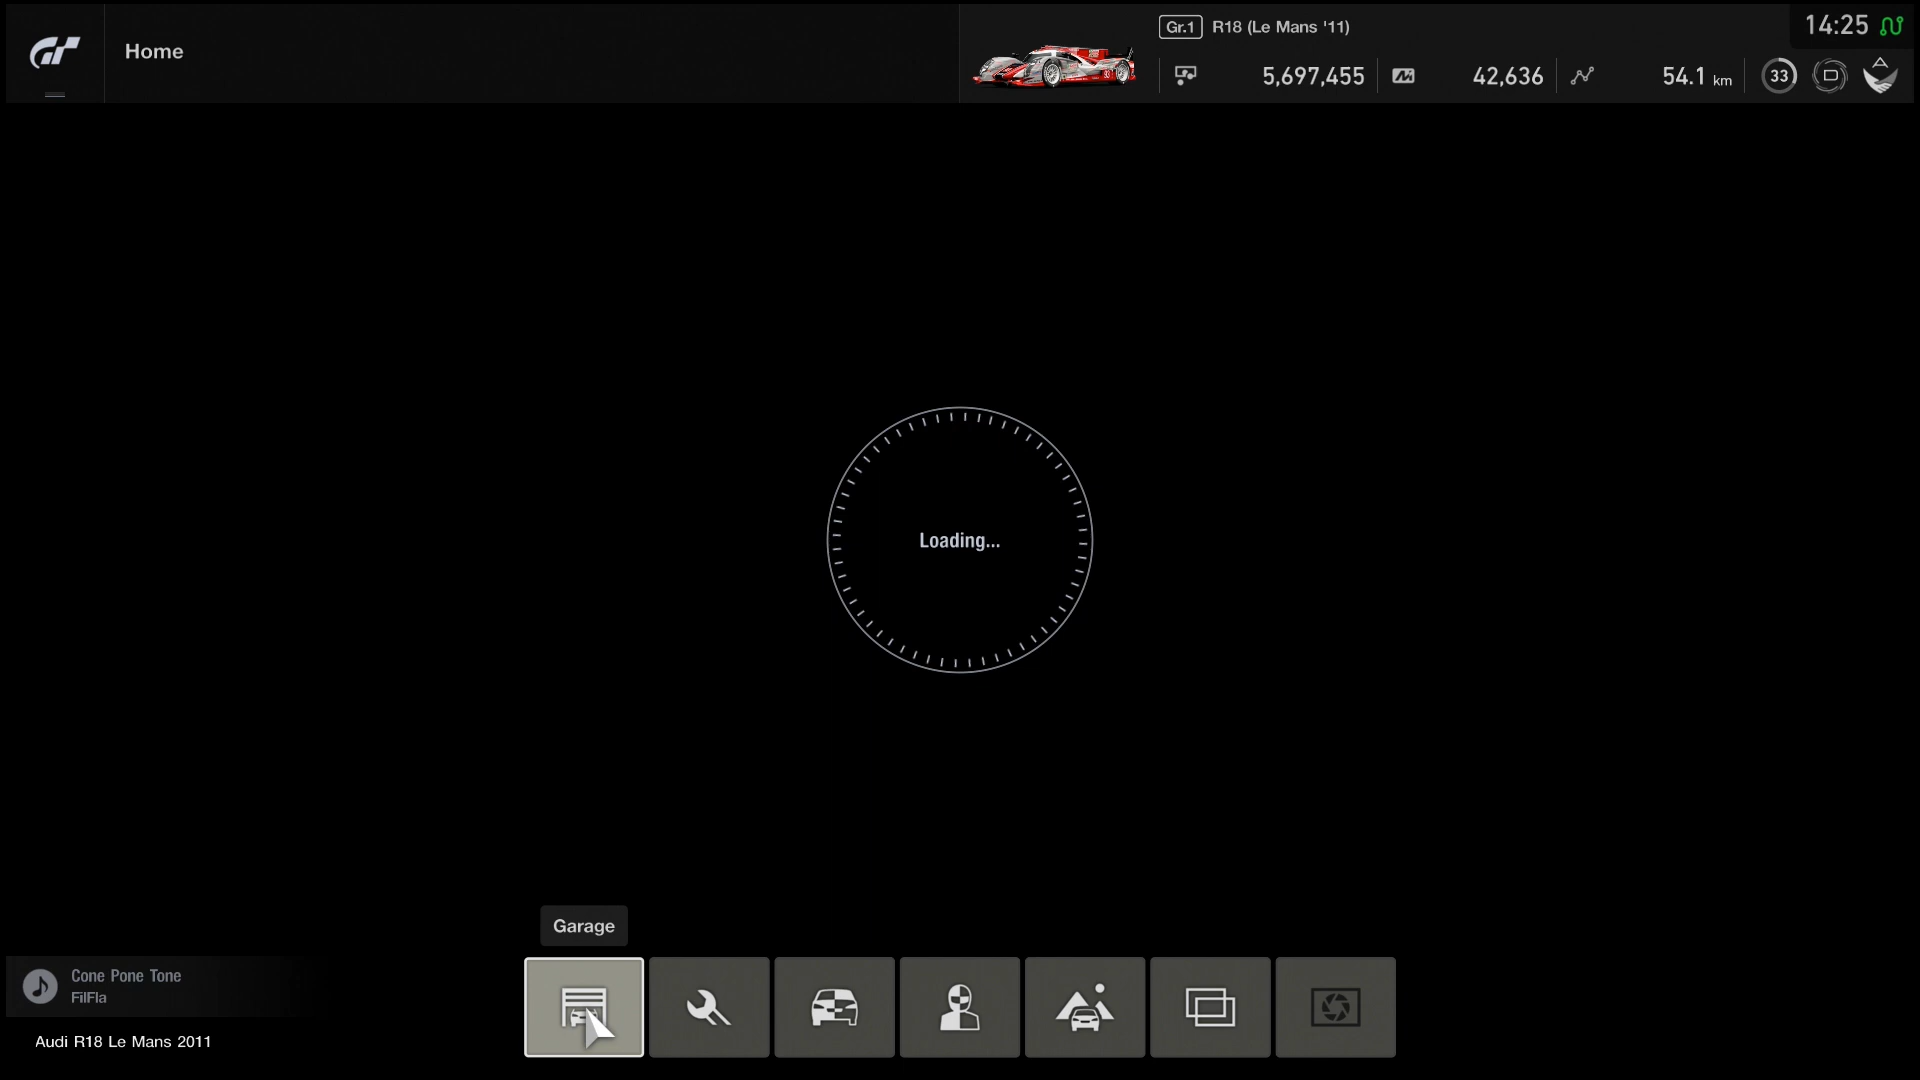 Home
Gr.1 R18 (Le Mans '11)
14:25
5,697,455
42,636
54.1 km
33
D
A
Loading...
Garage
Cone Pone Tone
FilFla
Audi R18 Le Mans 2011